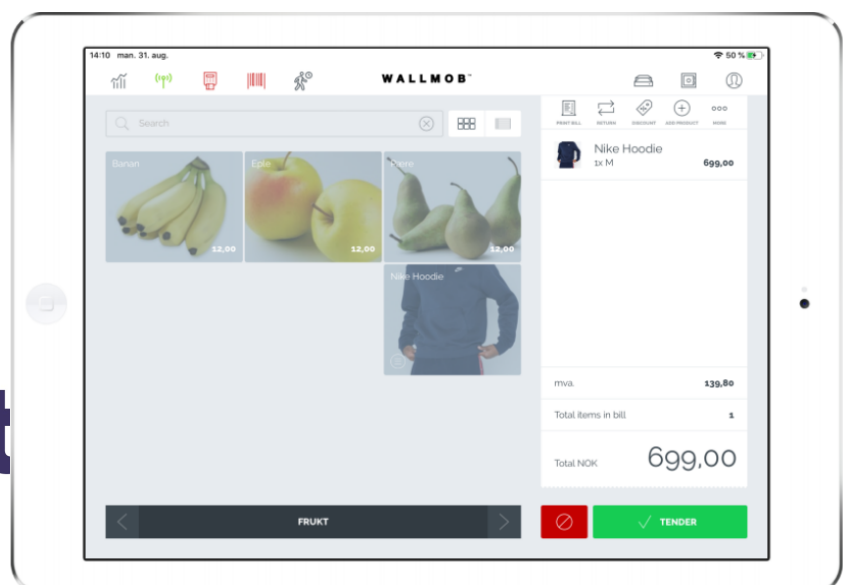 14:10 man. 31. aug.
50 %
WALLMOB
Search
PRINT BILL RETURN DISCOUNT ADD PRODUCT MORE
Banan
12,00
Eple
12,00
Pære
12,00
Nike Hoodie
Nike Hoodie
1x M 699,00
mva. 139,80
Total items in bill 1
Total NOK 699,00
FRUKT
TENDER